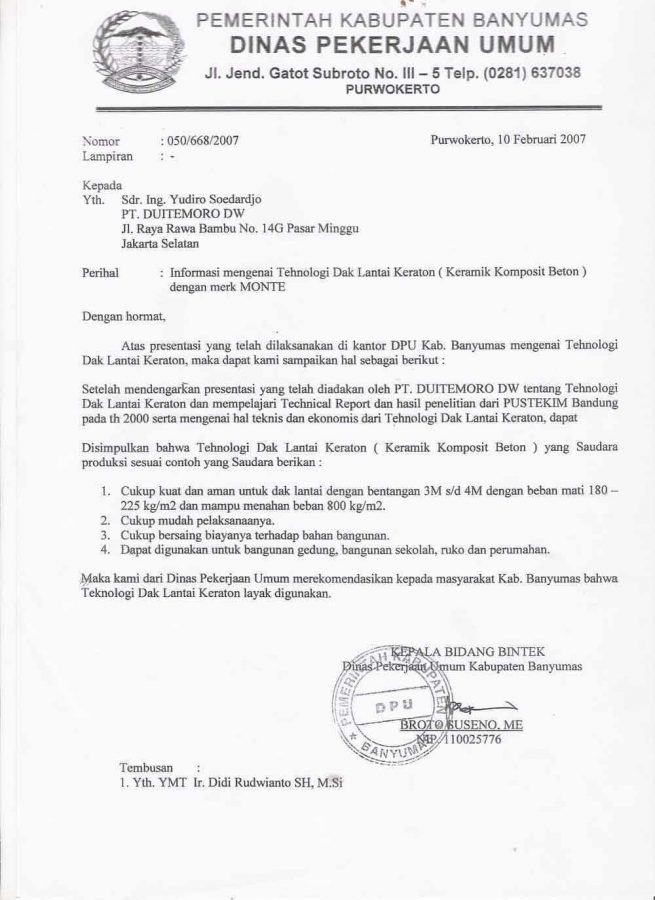 PEMERINTAH KABUPATEN BANYUMAS
DINAS PEKERJAAN UMUM
Jl. Jend. Gatot Subroto No. III – 5 Telp. (0281) 637038
PURWOKERTO
Nomor : 050/668/2007 Purwokerto, 10 Februari 2007
Lampiran : -
Kepada
Yth. Sdr. Ing. Yudiro Soedardjo
PT. DUITEMORO DW
Jl. Raya Rawa Bambu No. 14G Pasar Minggu
Jakarta Selatan
Perihal : Informasi mengenai Tehnologi Dak Lantai Keraton ( Keramik Komposit Beton )
dengan merk MONTE
Dengan hormat,
Atas presentasi yang telah dilaksanakan di kantor DPU Kab. Banyumas mengenai Tehnologi
Dak Lantai Keraton, maka dapat kami sampaikan hal sebagai berikut :
Setelah mendengarkan presentasi yang telah diadakan oleh PT. DUITEMORO DW tentang Tehnologi
Dak Lantai Keraton dan mempelajari Technical Report dan hasil penelitian dari PUSTEKIM Bandung
pada th 2000 serta mengenai hal teknis dan ekonomis dari Tehnologi Dak Lantai Keraton, dapat
Disimpulkan bahwa Tehnologi Dak Lantai Keraton ( Keramik Komposit Beton ) yang Saudara
produksi sesuai contoh yang Saudara berikan :
1. Cukup kuat dan aman untuk dak lantai dengan bentangan 3M s/d 4M dengan beban mati 180 –
225 kg/m2 dan mampu menahan beban 800 kg/m2.
2. Cukup mudah pelaksanaanya.
3. Cukup bersaing biayanya terhadap bahan bangunan.
4. Dapat digunakan untuk bangunan gedung, bangunan sekolah, ruko dan perumahan.
Maka kami dari Dinas Pekerjaan Umum merekomendasikan kepada masyarakat Kab. Banyumas bahwa
Teknologi Dak Lantai Keraton layak digunakan.
KEPALA BIDANG BINTEK
Dinas Pekerjaan Umum Kabupaten Banyumas
PEMERINTAH KABUPATEN
DPU
BANYUMAS
BROTO SUSENO, ME
NIP. 110025776
Tembusan :
1. Yth. YMT Ir. Didi Rudwianto SH, M.Si